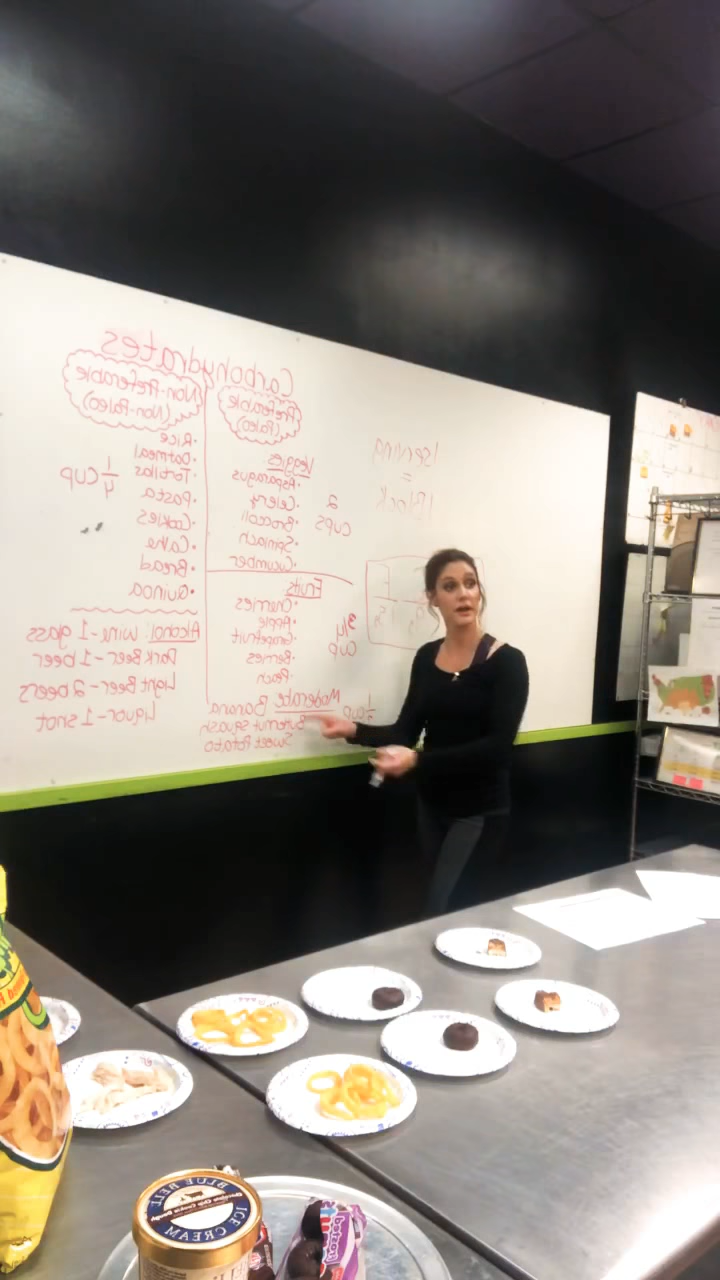 Carbohydrates
Preferable
(Paleo)
Veggies
·Asparagus
·Celery
·Broccoli
·Spinach
·Cucumber
2
cups
Fruits
·Cherries
·Apple
·Grapefruit
·Berries
·Peach
3/4
cup
Moderate
Banana
Butternut squash
Sweet Potato
Non-Preferable
(Non-Paleo)
·Rice
·Oatmeal
·Tortillas
·Pasta
·Cookies
·Cake
·Bread
·Quinoa
1/4 cup
Alcohol: Wine-1 glass
Dark Beer-1 beer
Light Beer-2 beers
Liquor-1 shot
1 serving
=
1 Block
BLUE BELL
ICE CREAM